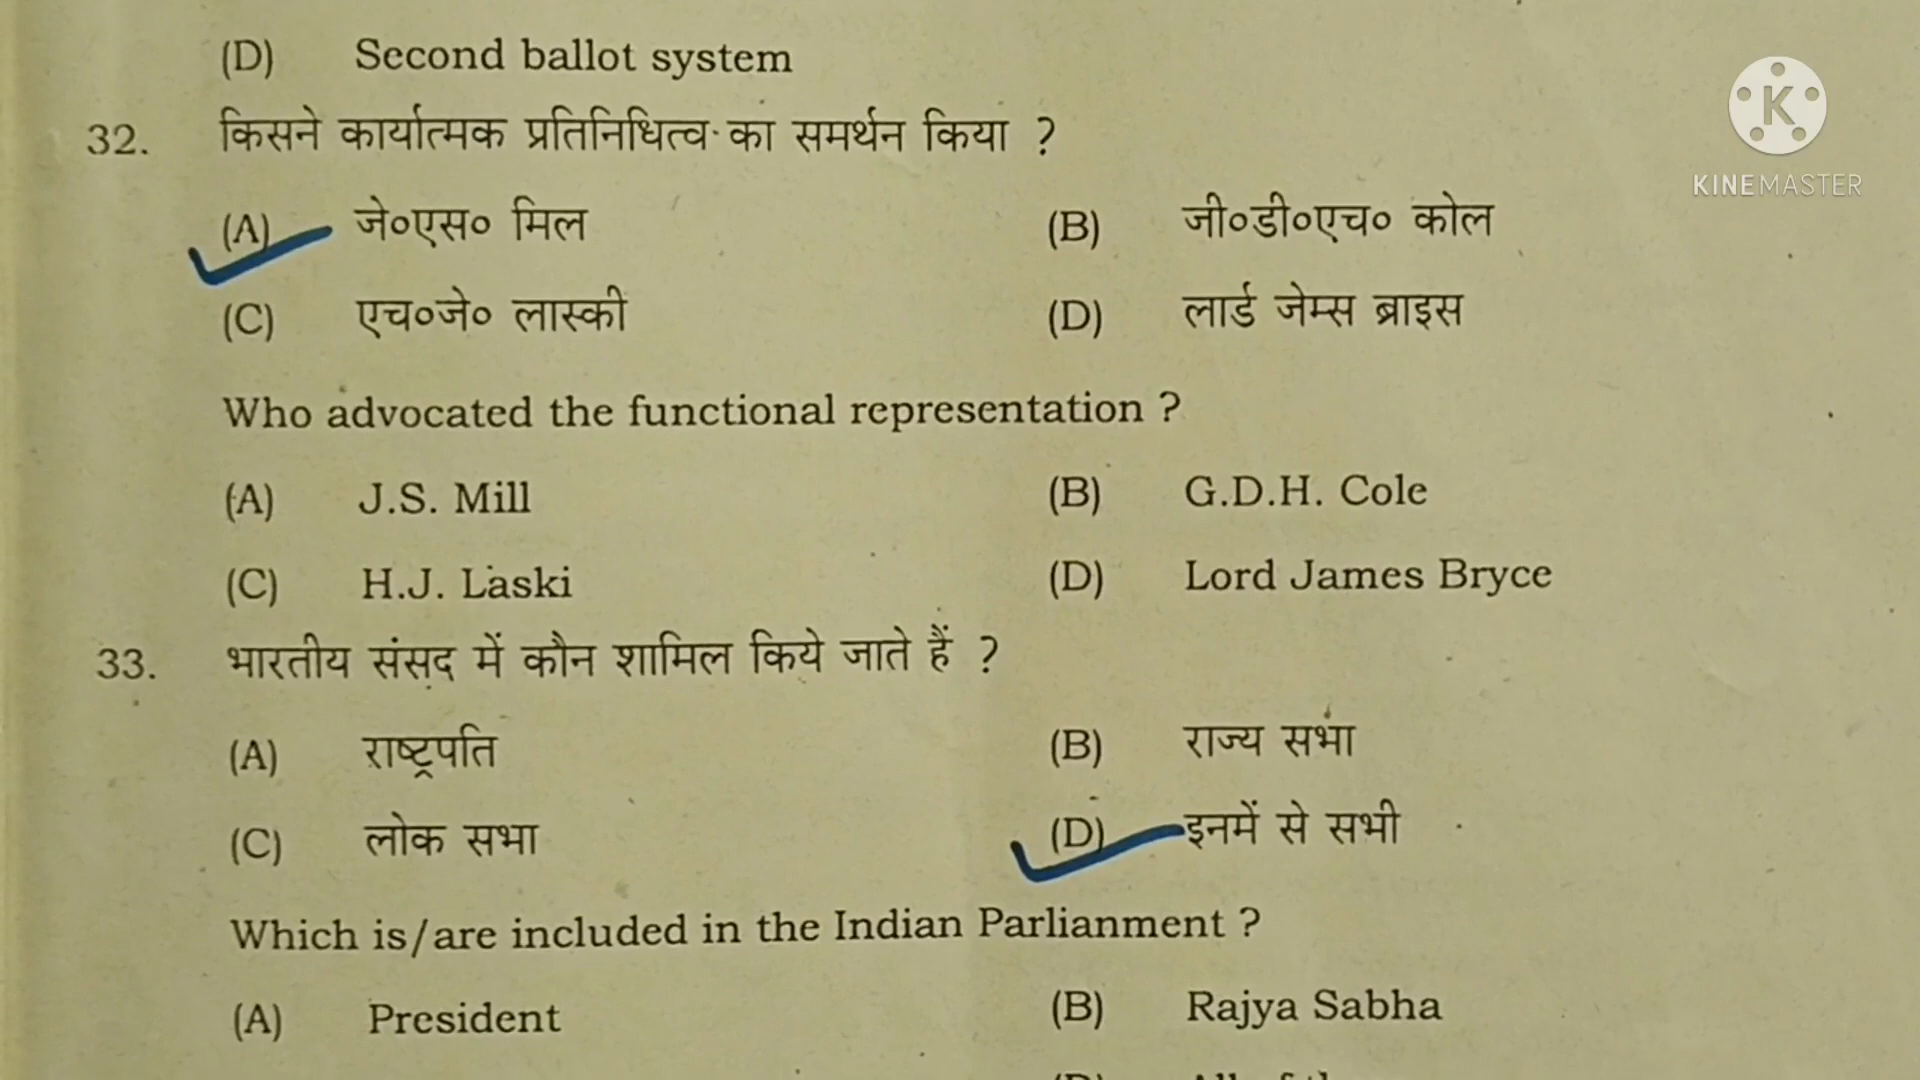 (D) Second ballot system
32. किसने कार्यात्मक प्रतिनिधित्व का समर्थन किया ?
(A) जे०एस० मिल (B) जी०डी०एच० कोल
(C) एच०जे० लास्की (D) लार्ड जेम्स ब्राइस
Who advocated the functional representation ?
(A) J.S. Mill (B) G.D.H. Cole
(C) H.J. Laski (D) Lord James Bryce
33. भारतीय संसद में कौन शामिल किये जाते हैं ?
(A) राष्ट्रपति (B) राज्य सभा
(C) लोक सभा (D) इनमें से सभी
Which is/are included in the Indian Parlianment ?
(A) President (B) Rajya Sabha
KINEMASTER